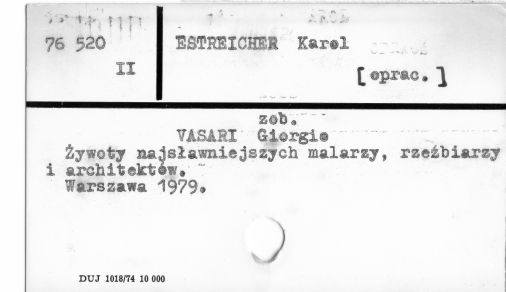 76 520
II
ESTREICHER Karol
[oprac.]
zob.
VASARI Giorgio
Żywoty najsławniejszych malarzy, rzeźbiarzy
i architektów.
Warszawa 1979.
DUJ 1018/74 10 000